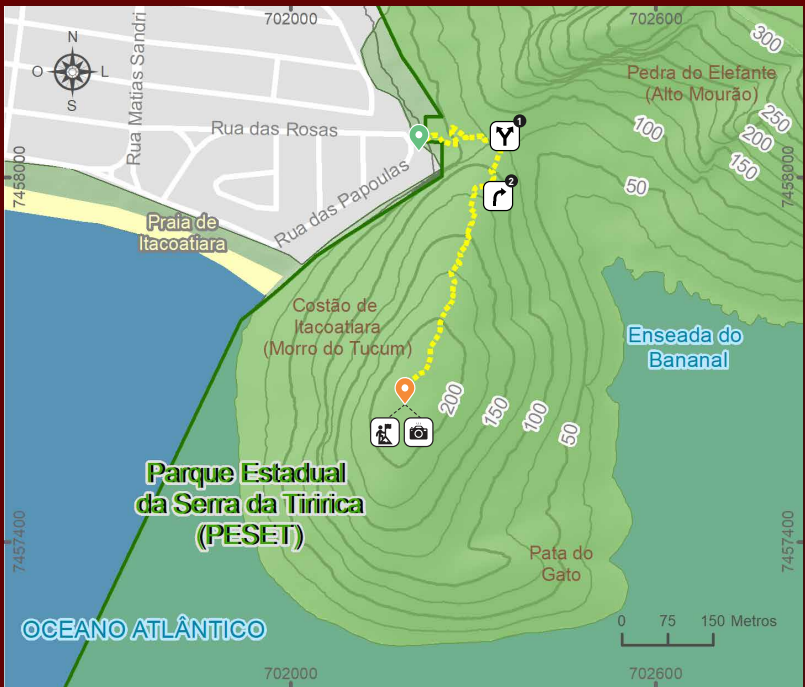 702000
702600
N
O
L
S
Rua Matias Sandri
300
Pedra do Elefante
(Alto Mourão)
250
200
150
100
50
Rua das Rosas
1
2
7458000
7458000
Rua das Papoulas
Praia de
Itacoatiara
Costão de
Itacoatiara
(Morro do Tucum)
Enseada do
Bananal
200
150
100
50
Parque Estadual
da Serra da Tiririca
(PESET)
7457400
7457400
Pata do
Gato
OCEANO ATLÂNTICO
0
75
150 Metros
702000
702600